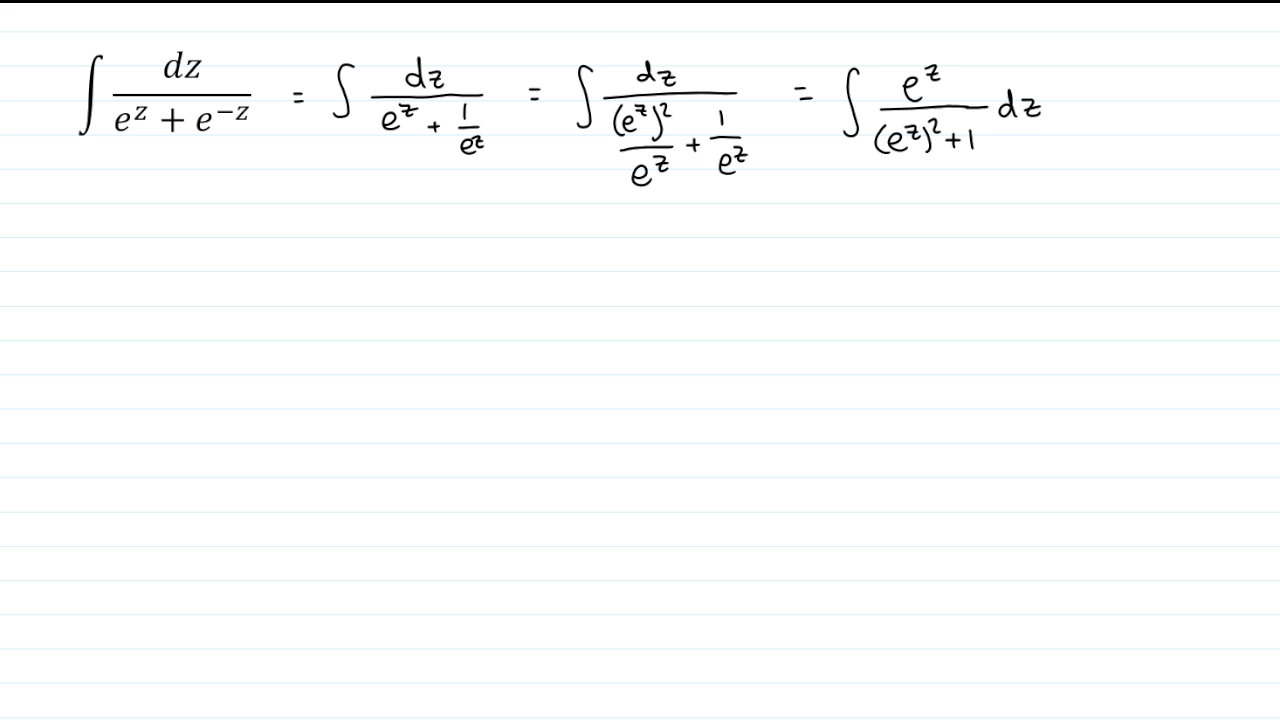 ∫ dz/(e^z + e^−z) = ∫ dz/(e^z + 1/e^z) = ∫ dz/((e^z)^2/e^z + 1/e^z) = ∫ e^z/((e^z)^2+1) dz